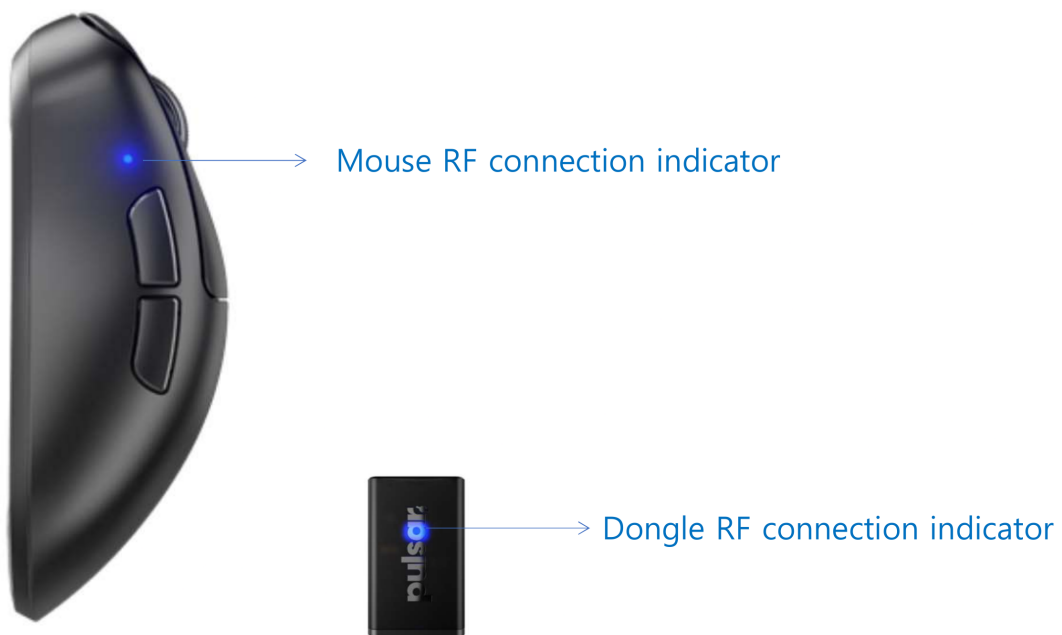 Mouse RF connection indicator
pulsar
Dongle RF connection indicator